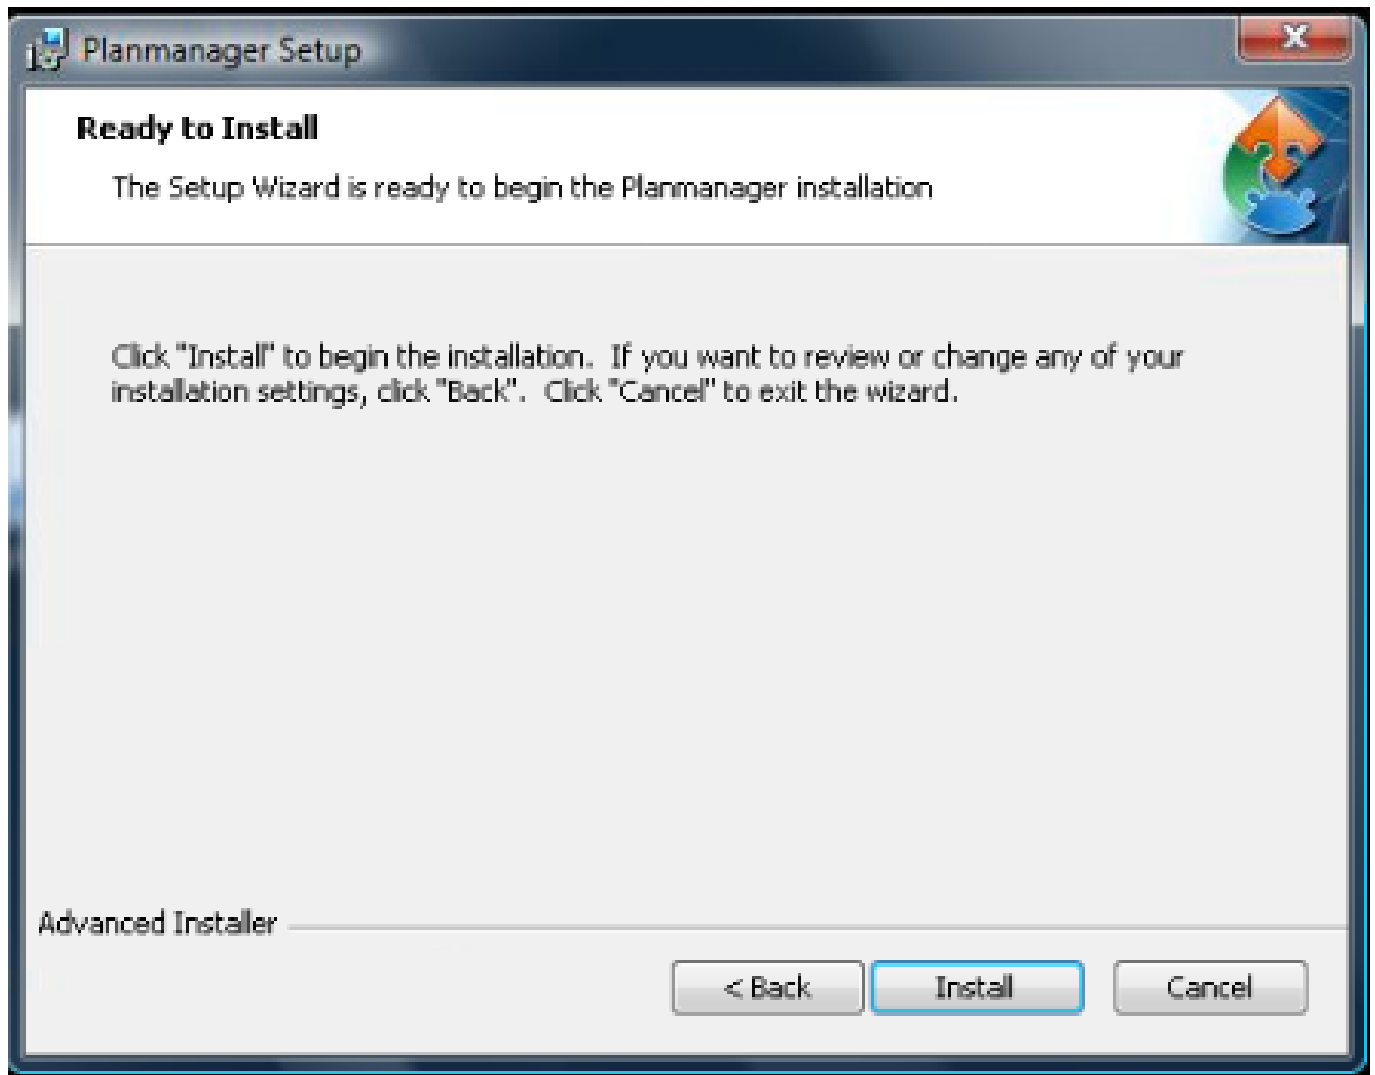 Planmanager Setup
Ready to Install
The Setup Wizard is ready to begin the Planmanager installation
Click "Install" to begin the installation.  If you want to review or change any of your
installation settings, click "Back".  Click "Cancel" to exit the wizard.
Advanced Installer
< Back
Install
Cancel